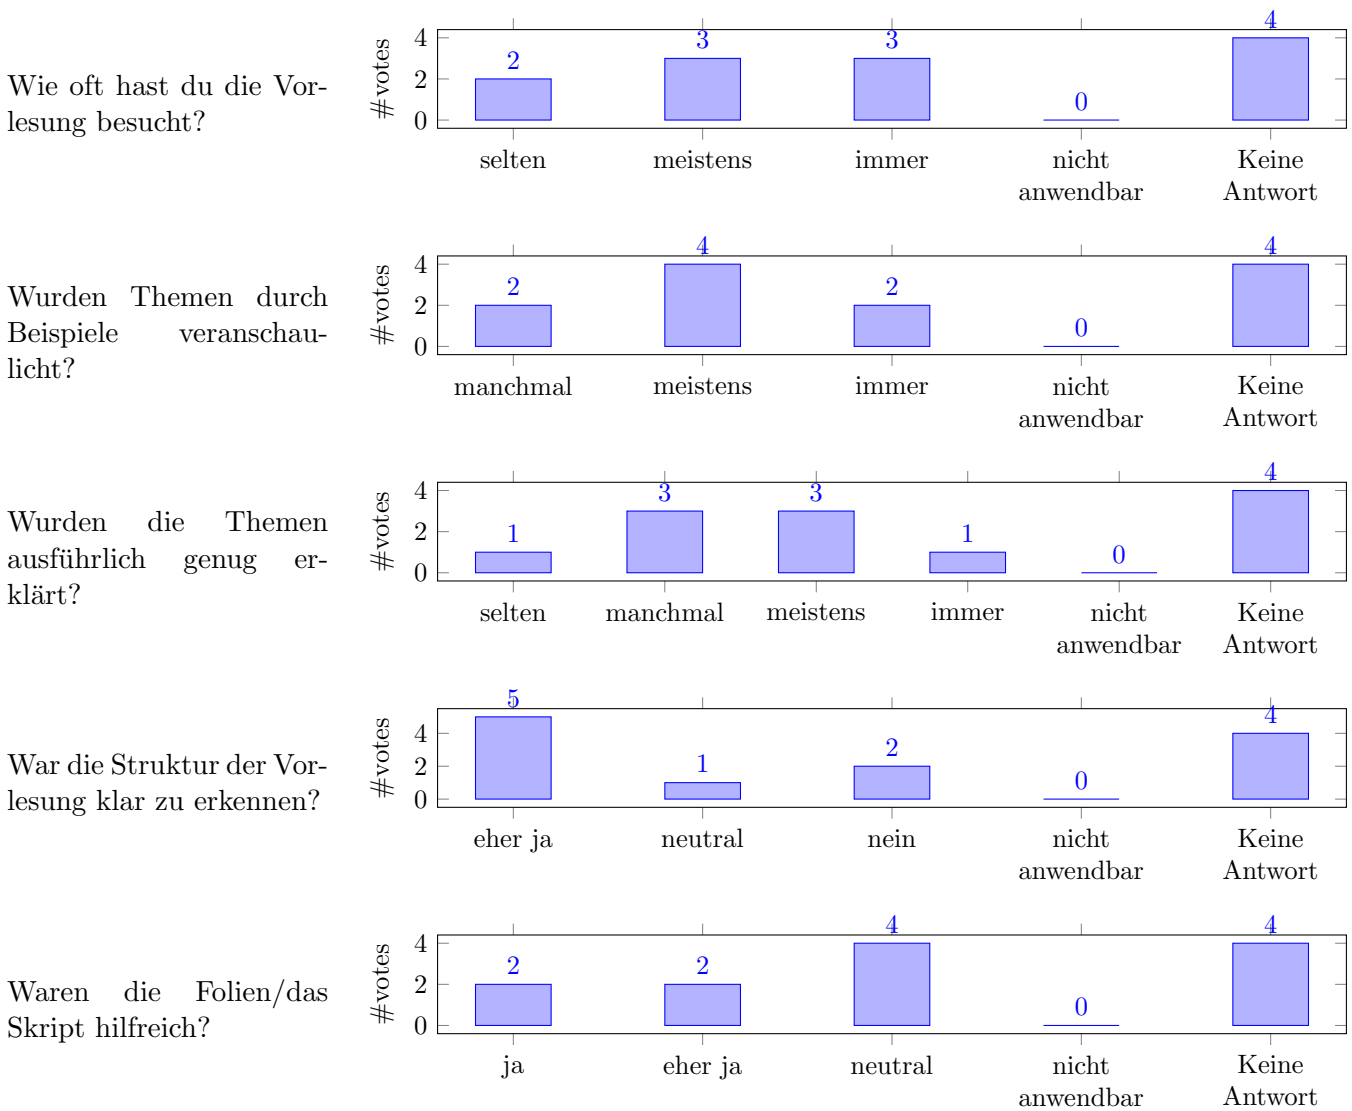 Wie oft hast du die Vor-
lesung besucht?
#votes
4
2
0
2
3
3
0
4
selten
meistens
immer
nicht
anwendbar
Keine
Antwort
Wurden Themen durch
Beispiele veranschau-
licht?
#votes
4
2
0
2
4
2
0
4
manchmal
meistens
immer
nicht
anwendbar
Keine
Antwort
Wurden die Themen
ausführlich genug er-
klärt?
#votes
4
2
0
1
3
3
1
0
4
selten
manchmal
meistens
immer
nicht
anwendbar
Keine
Antwort
War die Struktur der Vor-
lesung klar zu erkennen?
#votes
4
2
0
5
1
2
0
4
eher ja
neutral
nein
nicht
anwendbar
Keine
Antwort
Waren die Folien/das
Skript hilfreich?
#votes
4
2
0
2
2
4
0
4
ja
eher ja
neutral
nicht
anwendbar
Keine
Antwort